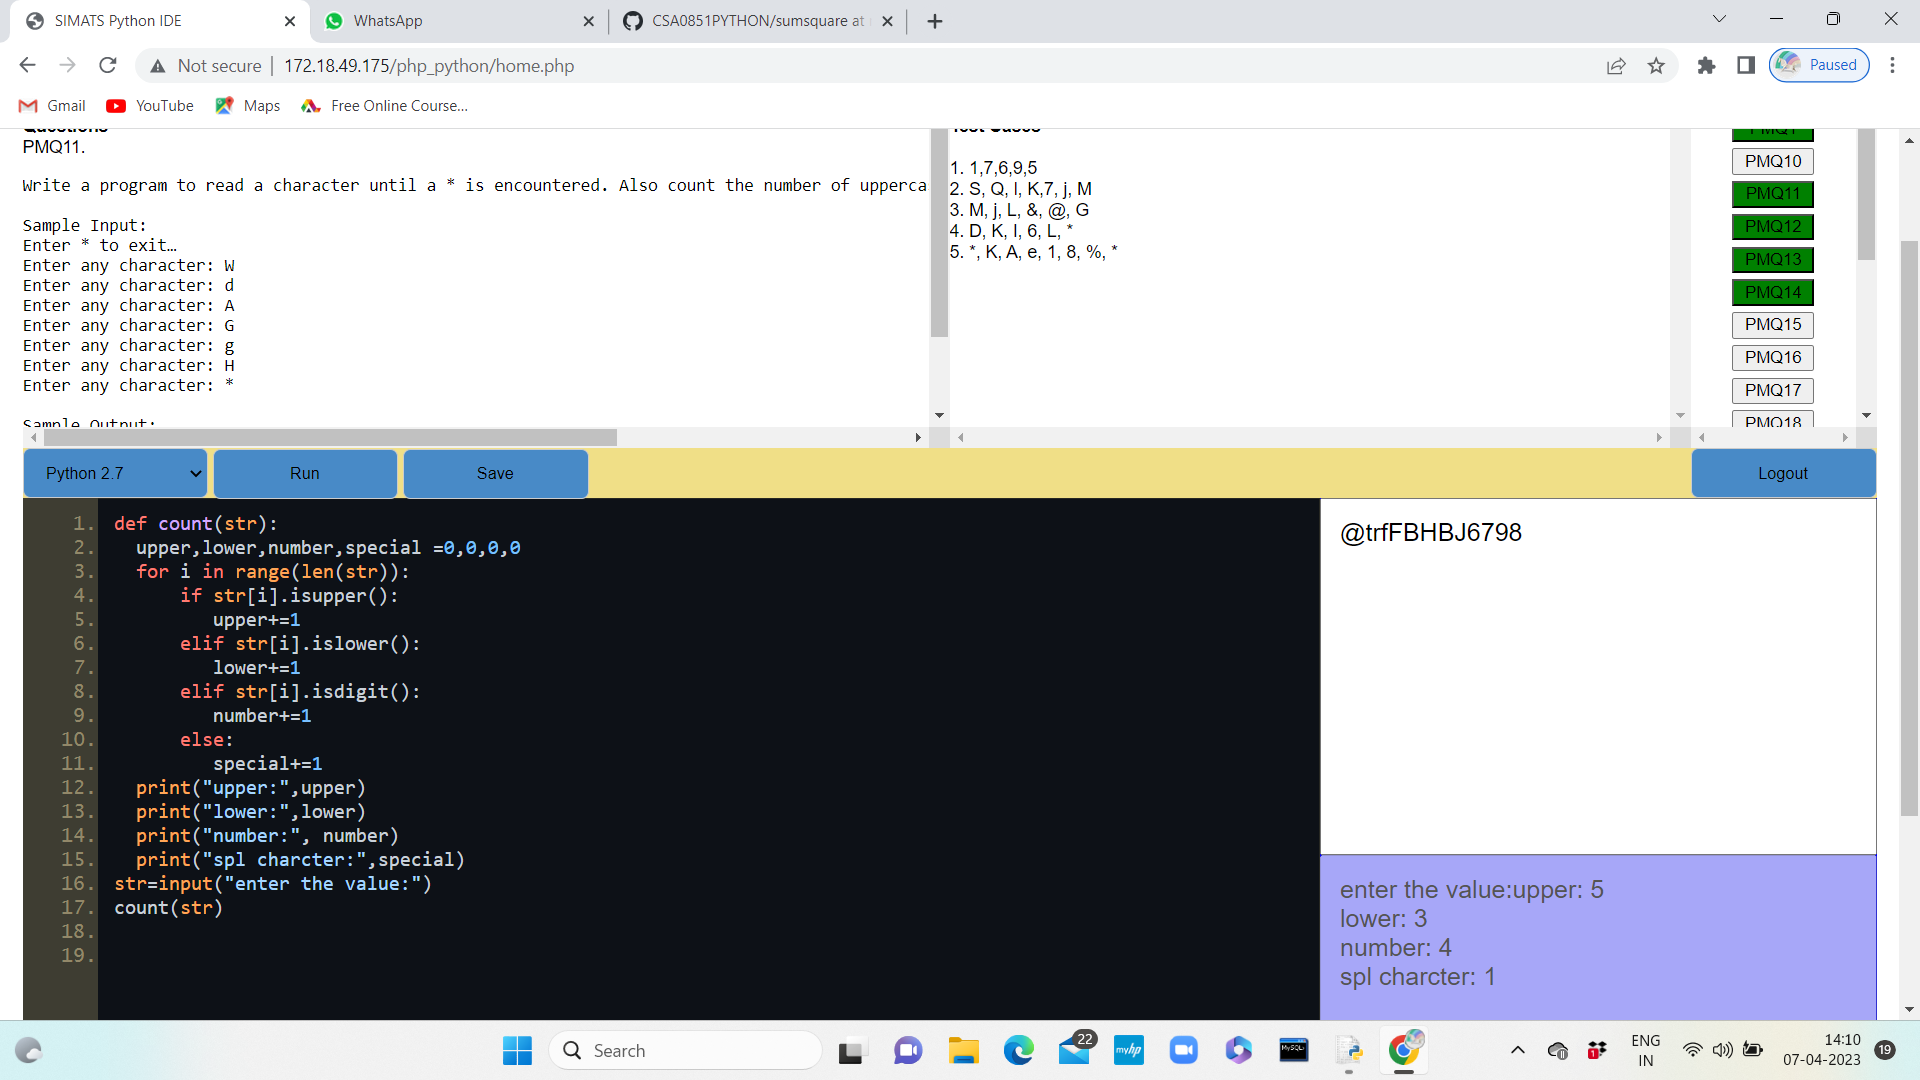 SIMATS Python IDE
WhatsApp
CSA0851PYTHON/sumsquare at
Not secure | 172.18.49.175/php_python/home.php
Paused
Gmail
YouTube
Maps
Free Online Course...
Questions
PMQ11.
Write a program to read a character until a * is encountered. Also count the number of upperca
Sample Input:
Enter * to exit…
Enter any character: W
Enter any character: d
Enter any character: A
Enter any character: G
Enter any character: g
Enter any character: H
Enter any character: *
Sample Output:
Test Cases
1. 1,7,6,9,5
2. S, Q, l, K,7, j, M
3. M, j, L, &, @, G
4. D, K, I, 6, L, *
5. *, K, A, e, 1, 8, %, *
PMQ10
PMQ11
PMQ12
PMQ13
PMQ14
PMQ15
PMQ16
PMQ17
PMQ18
Python 2.7
Run
Save
Logout
1. def count(str):
2. upper,lower,number,special =0,0,0,0
3. for i in range(len(str)):
4. if str[i].isupper():
5. upper+=1
6. elif str[i].islower():
7. lower+=1
8. elif str[i].isdigit():
9. number+=1
10. else:
11. special+=1
12. print("upper:",upper)
13. print("lower:",lower)
14. print("number:", number)
15. print("spl charcter:",special)
16. str=input("enter the value:")
17. count(str)
18.
19.
@trfFBHBJ6798
enter the value:upper: 5
lower: 3
number: 4
spl charcter: 1
Search
22
myhp
MySQL
1
ENG
IN
14:10
07-04-2023
19